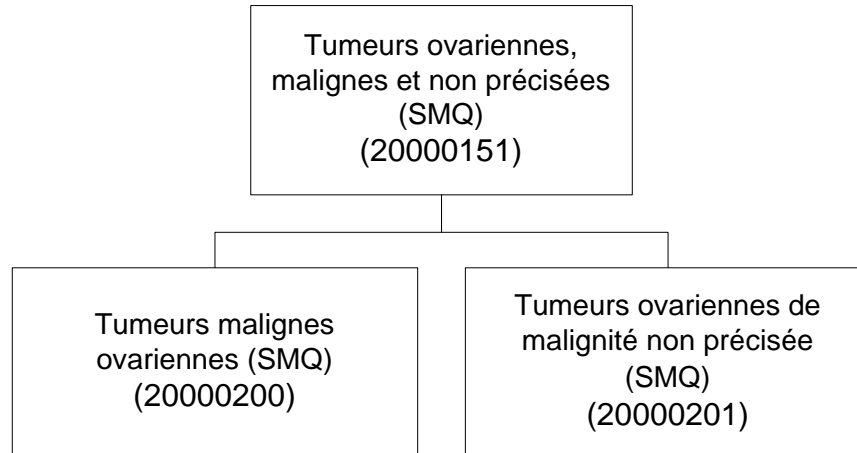 Tumeurs ovariennes,
malignes et non précisées
(SMQ)
(20000151)
Tumeurs malignes
ovariennes (SMQ)
(20000200)
Tumeurs ovariennes de
malignité non précisée
(SMQ)
(20000201)